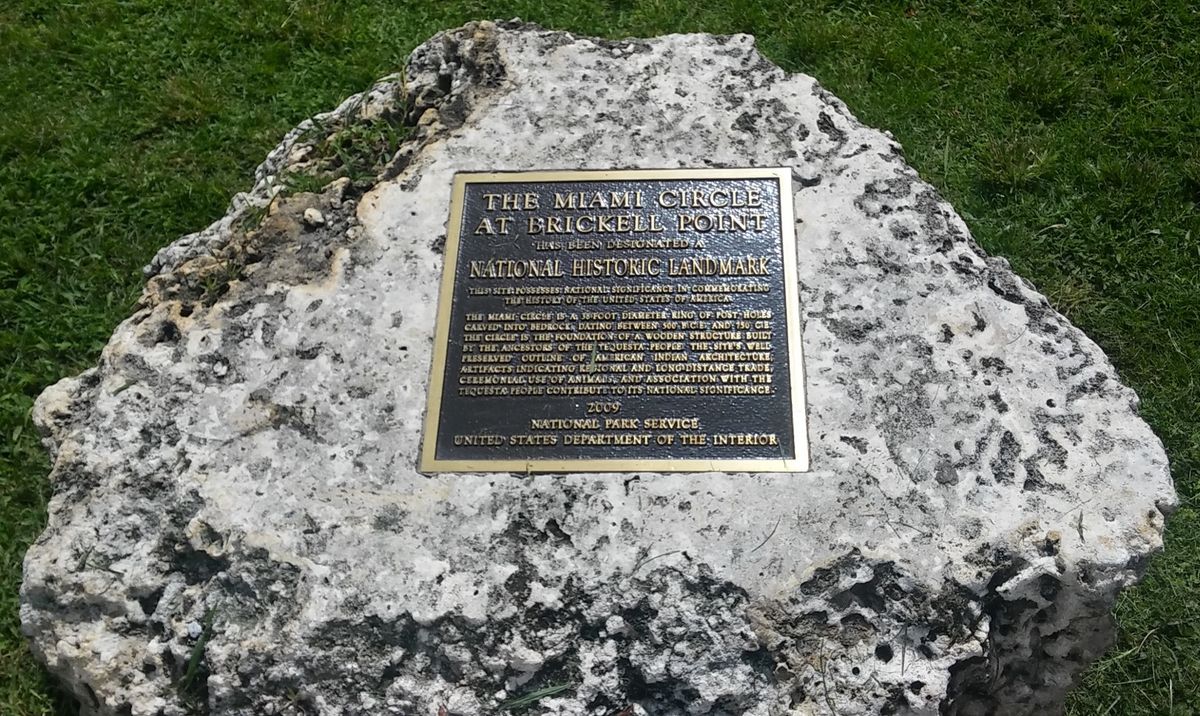 THE MIAMI CIRCLE
AT BRICKELL POINT
HAS BEEN DESIGNATED A
NATIONAL HISTORIC LANDMARK
THIS SITE POSSESSES NATIONAL SIGNIFICANCE IN COMMEMORATING
THE HISTORY OF THE UNITED STATES OF AMERICA.
THE MIAMI CIRCLE IS A 38-FOOT DIAMETER RING OF POST HOLES
CARVED INTO BEDROCK, DATING BETWEEN 500 B.C.E. AND 750 C.E.
THE CIRCLE IS THE FOUNDATION OF A WOODEN STRUCTURE BUILT
BY THE ANCESTORS OF THE TEQUESTA PEOPLE. THE SITE'S WELL
PRESERVED OUTLINE OF AMERICAN INDIAN ARCHITECTURE,
ARTIFACTS INDICATING REGIONAL AND LONG DISTANCE TRADE,
CEREMONIAL USE OF ANIMALS, AND ASSOCIATION WITH THE
TEQUESTA PEOPLE CONTRIBUTE TO ITS NATIONAL SIGNIFICANCE.
2009
NATIONAL PARK SERVICE
UNITED STATES DEPARTMENT OF THE INTERIOR